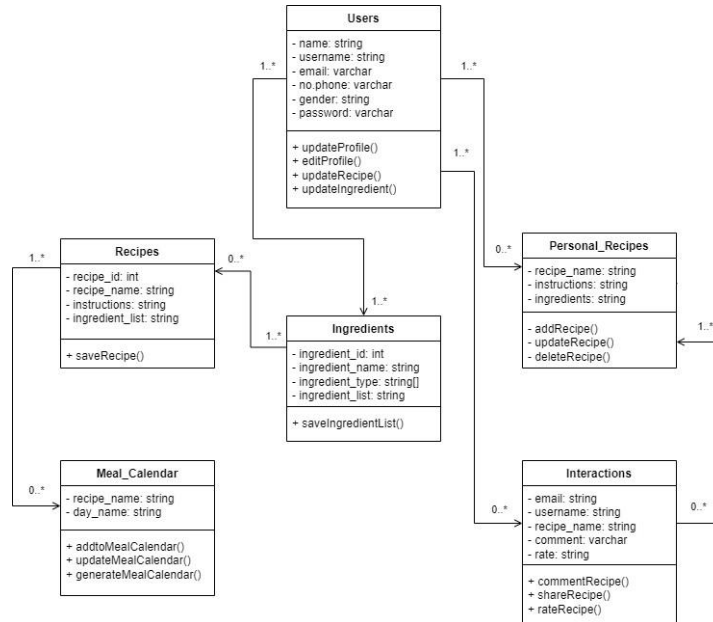 Users
- name: string
- username: string
- email: varchar
- no.phone: varchar
- gender: string
- password: varchar
+ updateProfile()
+ editProfile()
+ updateRecipe()
+ updateIngredient()
1..*
1..*
1..*
Recipes
- recipe_id: int
- recipe_name: string
- instructions: string
- ingredient_list: string
+ saveRecipe()
1..*
0..*
Personal_Recipes
- recipe_name: string
- instructions: string
- ingredients: string
- addRecipe()
- updateRecipe()
- deleteRecipe()
0..*
1..*
Ingredients
- ingredient_id: int
- ingredient_name: string
- ingredient_type: string[]
- ingredient_list: string
+ saveIngredientList()
1..*
1..*
Meal_Calendar
- recipe_name: string
- day_name: string
+ addtoMealCalendar()
+ updateMealCalendar()
+ generateMealCalendar()
0..*
Interactions
- email: string
- username: string
- recipe_name: string
- comment: varchar
- rate: string
+ commentRecipe()
+ shareRecipe()
+ rateRecipe()
0..*
0..*